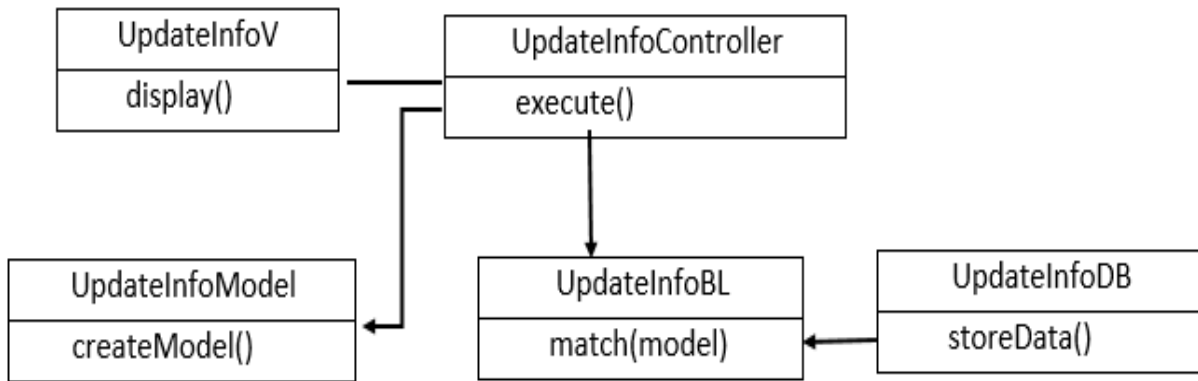 UpdateInfoV
display()
UpdateInfoController
execute()
UpdateInfoModel
createModel()
UpdateInfoBL
match(model)
UpdateInfoDB
storeData()